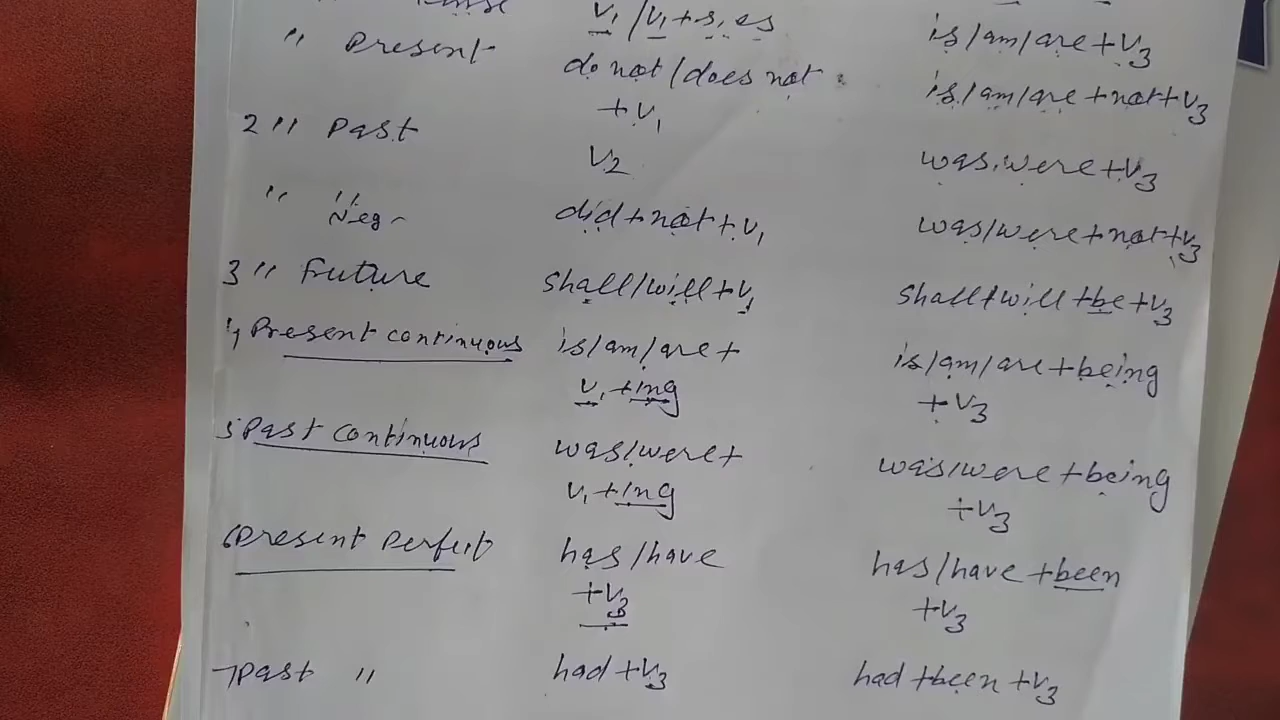 V1/V1+s,es
" Present is/am/are+V3
do not/does not is/am/are+not+V3
+V1
2 " Past V2 was,were+V3
" " Neg- did+not+V1 was/were+not+V3
3 " Future shall/will+V1 shall/will+be+V3
4, Present continuous is/am/are+ is/am/are+being
V1+ing +V3
5 Past continuous was/were+ was/were+being
V1+ing +V3
6 Present Perfect has/have has/have+been
+V3 +V3
7 Past " had+V3 had+been+V3